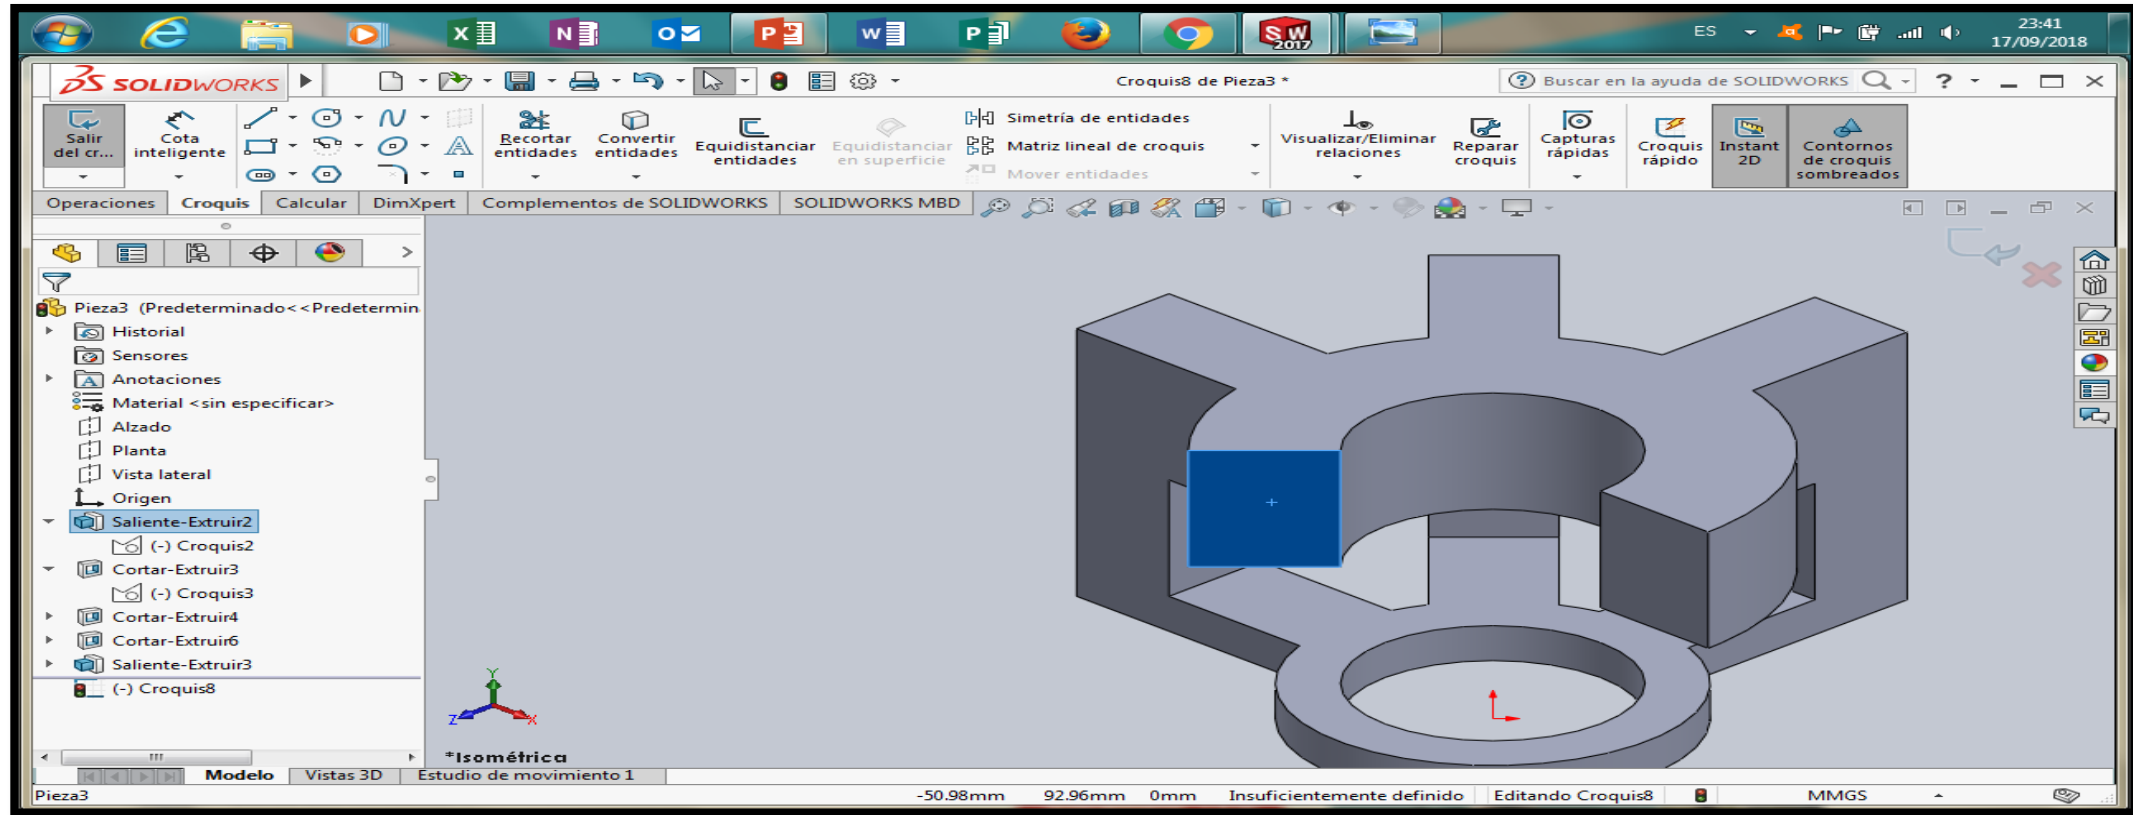 ES
23:41
17/09/2018
SOLIDWORKS
Croquis8 de Pieza3 *
Buscar en la ayuda de SOLIDWORKS
Salir del cr...
Cota inteligente
Recortar entidades
Convertir entidades
Equidistanciar entidades
Equidistanciar en superficie
Simetría de entidades
Matriz lineal de croquis
Mover entidades
Visualizar/Eliminar relaciones
Reparar croquis
Capturas rápidas
Croquis rápido
Instant 2D
Contornos de croquis sombreados
Operaciones
Croquis
Calcular
DimXpert
Complementos de SOLIDWORKS
SOLIDWORKS MBD
Pieza3 (Predeterminado<<Predetermin
Historial
Sensores
Anotaciones
Material <sin especificar>
Alzado
Planta
Vista lateral
Origen
Saliente-Extruir2
(-) Croquis2
Cortar-Extruir3
(-) Croquis3
Cortar-Extruir4
Cortar-Extruir6
Saliente-Extruir3
(-) Croquis8
Y
Z
X
*Isométrica
Modelo
Vistas 3D
Estudio de movimiento 1
Pieza3
-50.98mm
92.96mm
0mm
Insuficientemente definido
Editando Croquis8
MMGS